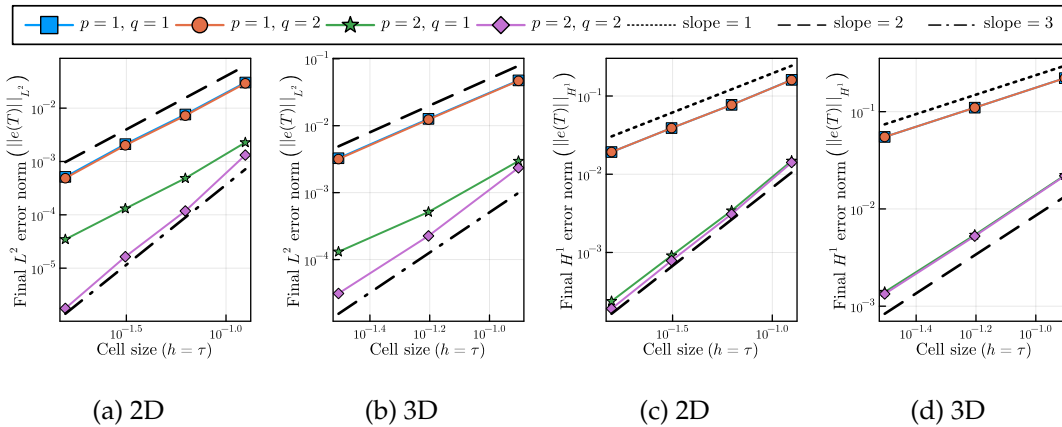 p = 1, q = 1 p = 1, q = 2 p = 2, q = 1 p = 2, q = 2 slope = 1 slope = 2 slope = 3
Final L² error norm (||e(T)||_{L²})
10⁻²
10⁻³
10⁻⁴
10⁻⁵
10⁻¹·⁵ 10⁻¹·⁰
Cell size (h = τ)
(a) 2D
Final L² error norm (||e(T)||_{L²})
10⁻¹
10⁻²
10⁻³
10⁻⁴
10⁻¹·⁴ 10⁻¹·² 10⁻¹·⁰
Cell size (h = τ)
(b) 3D
Final H¹ error norm (||e(T)||_{H¹})
10⁻¹
10⁻²
10⁻³
10⁻¹·⁵ 10⁻¹·⁰
Cell size (h = τ)
(c) 2D
Final H¹ error norm (||e(T)||_{H¹})
10⁻¹
10⁻²
10⁻³
10⁻¹·⁴ 10⁻¹·² 10⁻¹·⁰
Cell size (h = τ)
(d) 3D